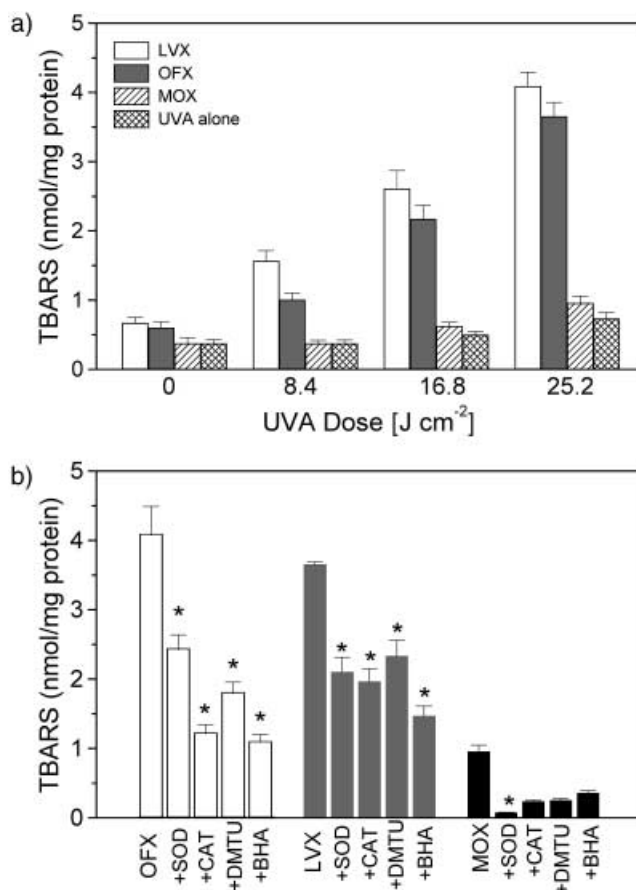 a)
TBARS (nmol/mg protein)
5
4
3
2
1
0
LVX
OFX
MOX
UVA alone
0 8.4 16.8 25.2
UVA Dose [J cm⁻²]
b)
TBARS (nmol/mg protein)
5
4
3
2
1
0
* * * *
* * * *
*
OFX
+SOD
+CAT
+DMTU
+BHA
LVX
+SOD
+CAT
+DMTU
+BHA
MOX
+SOD
+CAT
+DMTU
+BHA